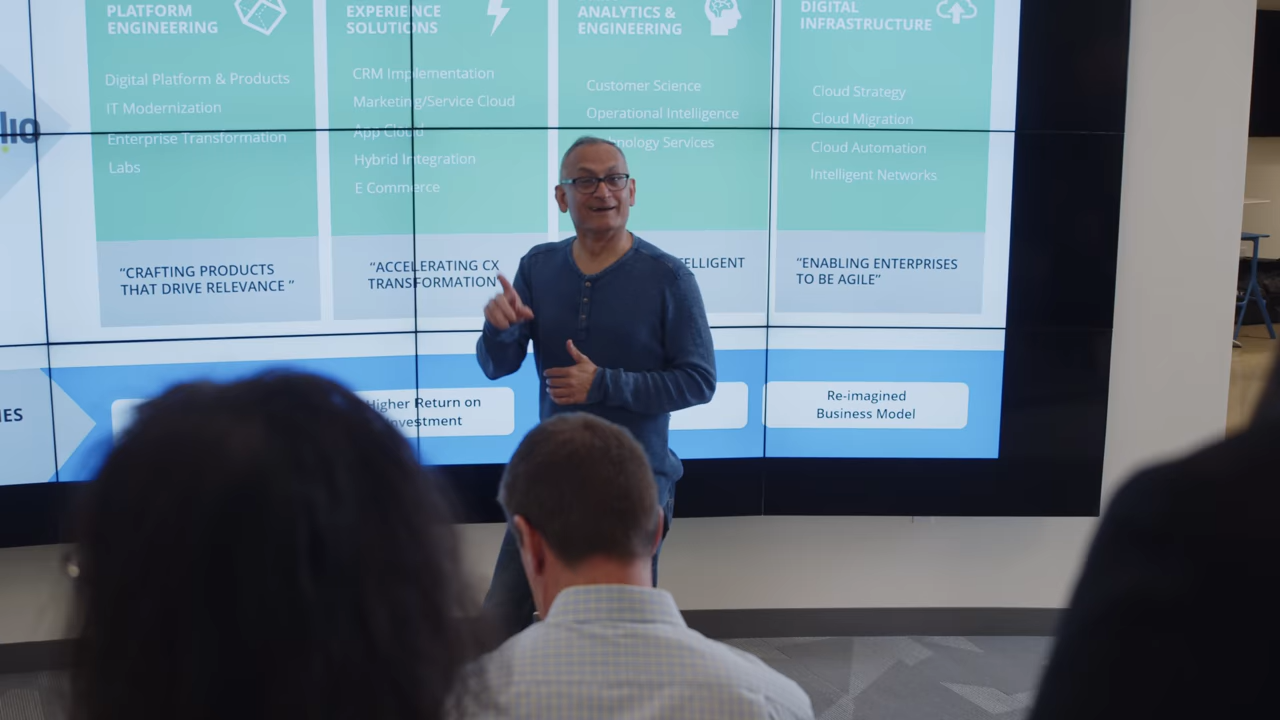 PLATFORM
ENGINEERING
Digital Platform & Products
IT Modernization
Enterprise Transformation
Labs
"CRAFTING PRODUCTS
THAT DRIVE RELEVANCE "
EXPERIENCE
SOLUTIONS
CRM Implementation
Marketing/Service Cloud
App Cloud
Hybrid Integration
E Commerce
"ACCELERATING CX
TRANSFORMATION
ANALYTICS &
ENGINEERING
Customer Science
Operational Intelligence
Services
DIGITAL
INFRASTRUCTURE
Cloud Strategy
Cloud Migration
Cloud Automation
Intelligent Networks
"ENABLING ENTERPRISES
TO BE AGILE"
Higher Return on
Investment
Re-imagined
Business Model